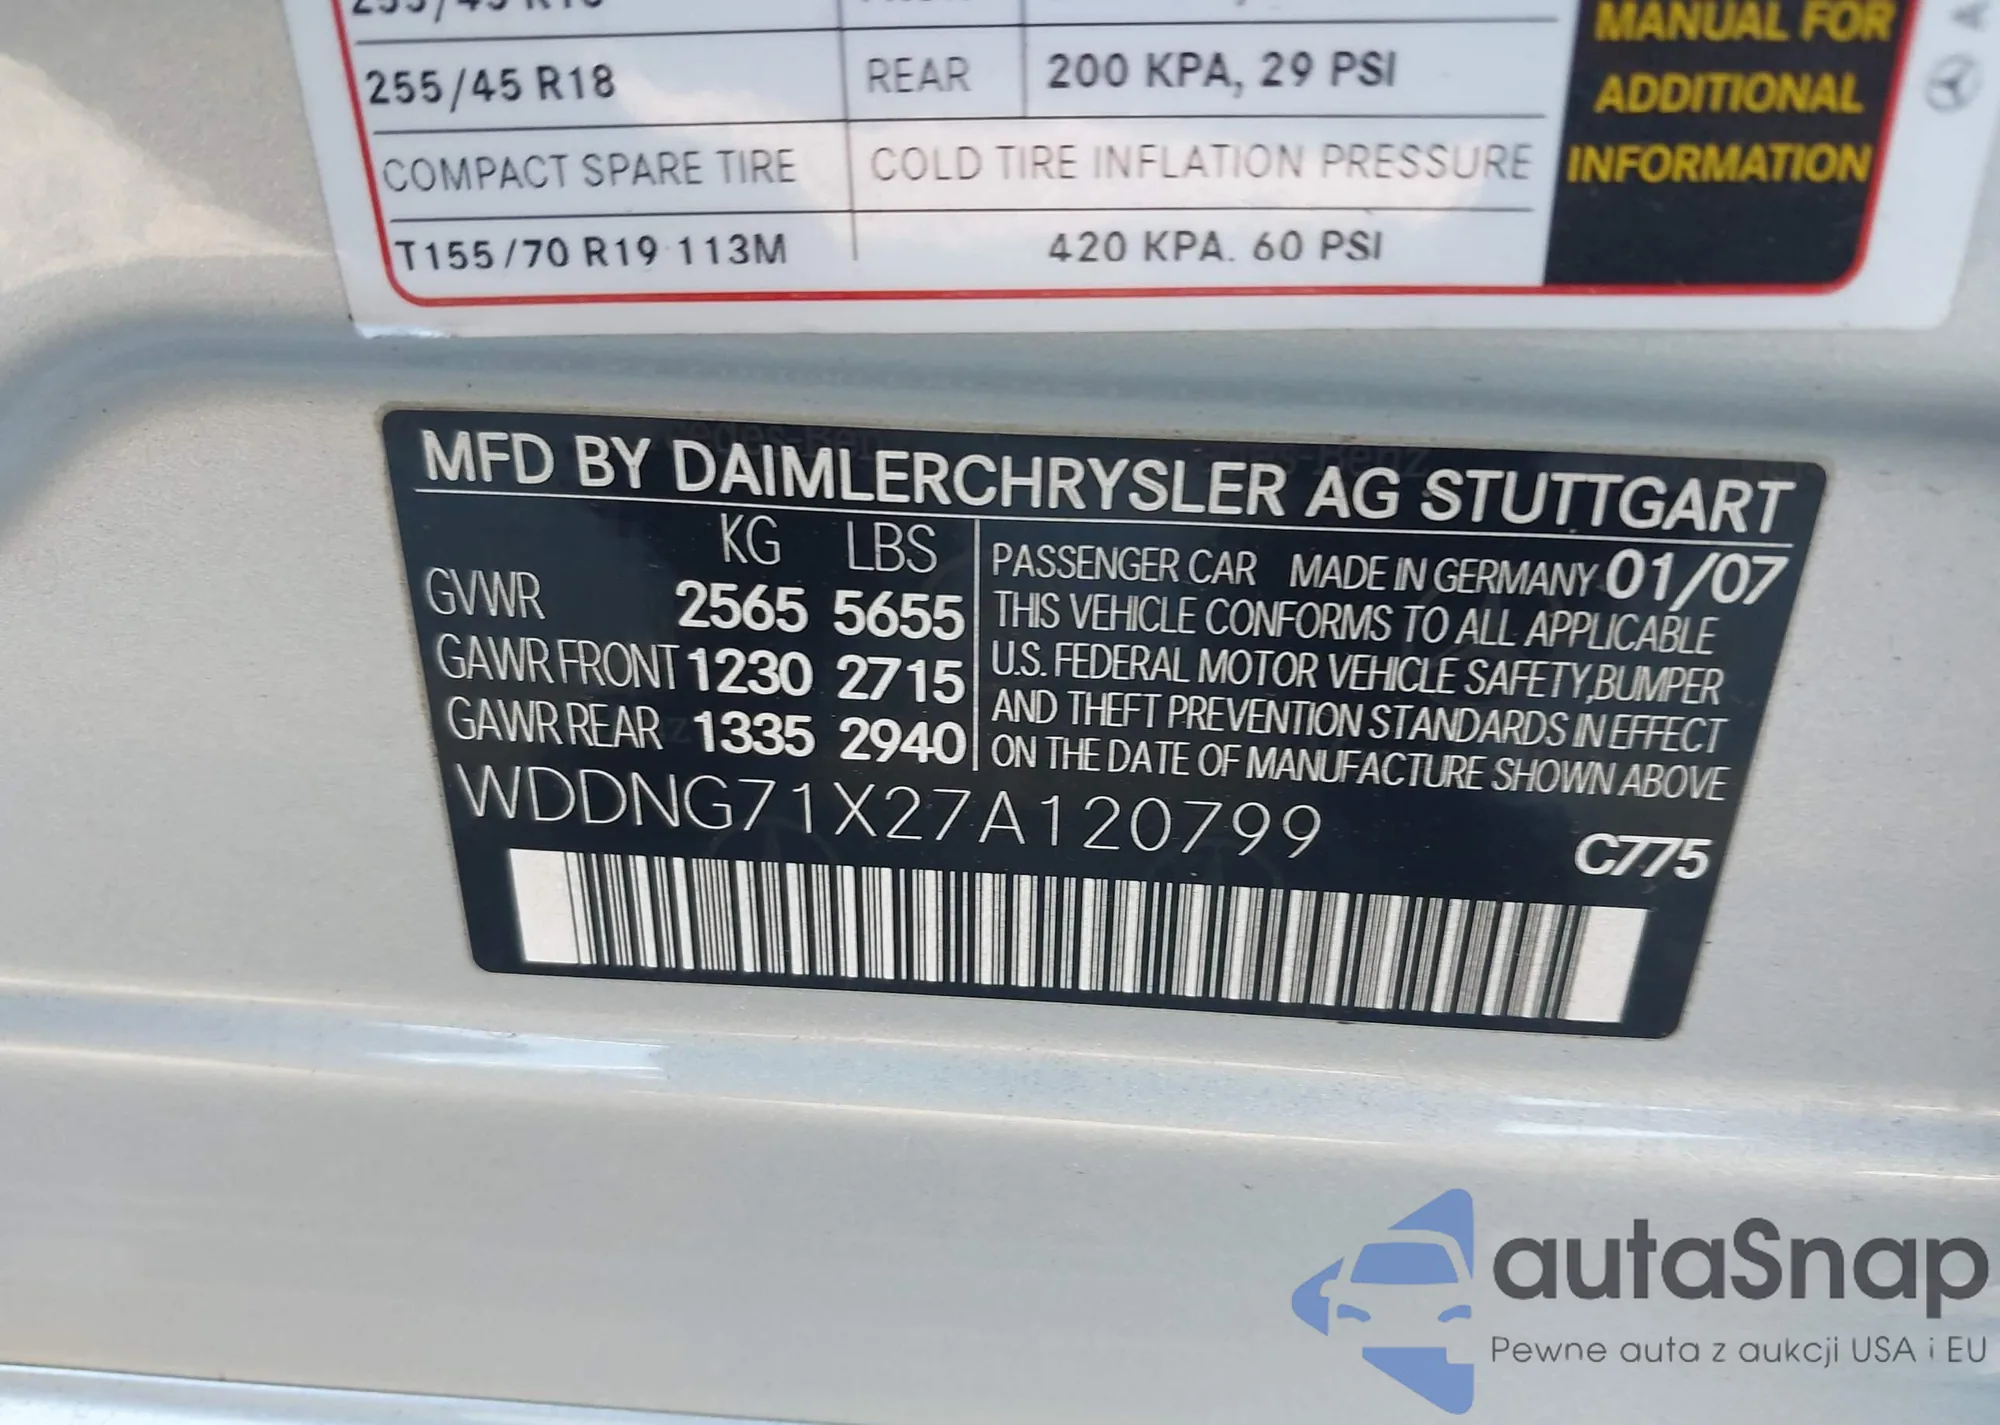 255/45 R18
255/45 R18 REAR 200 KPA, 29 PSI
COMPACT SPARE TIRE COLD TIRE INFLATION PRESSURE
T155/70 R19 113M 420 KPA. 60 PSI
MANUAL FOR
ADDITIONAL
INFORMATION
MFD BY DAIMLERCHRYSLER AG STUTTGART
KG LBS
GVWR 2565 5655
GAWR FRONT 1230 2715
GAWR REAR 1335 2940
PASSENGER CAR MADE IN GERMANY 01/07
THIS VEHICLE CONFORMS TO ALL APPLICABLE
U.S. FEDERAL MOTOR VEHICLE SAFETY,BUMPER
AND THEFT PREVENTION STANDARDS IN EFFECT
ON THE DATE OF MANUFACTURE SHOWN ABOVE
WDDNG71X27A120799
C775
autaSnap
Pewne auta z aukcji USA i EU